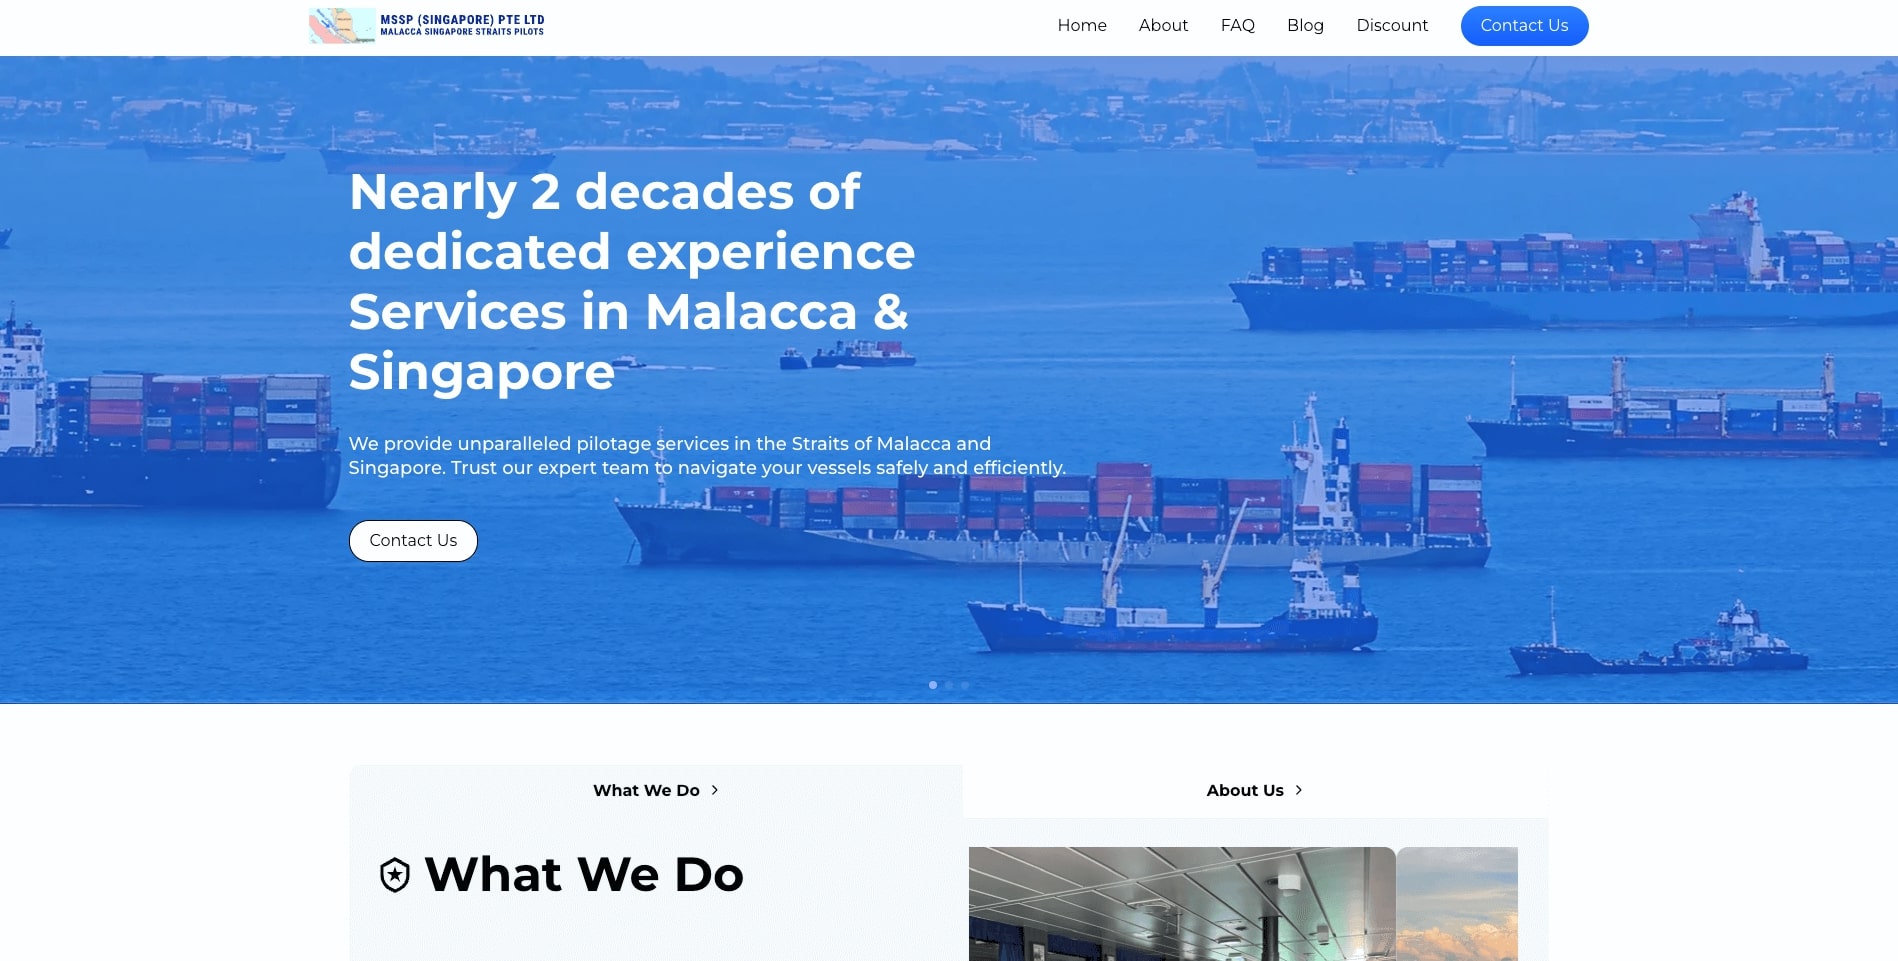 MSSP (SINGAPORE) PTE LTD
MALACCA SINGAPORE STRAITS PILOTS
Home
About
FAQ
Blog
Discount
Contact Us
Nearly 2 decades of
dedicated experience
Services in Malacca &
Singapore
We provide unparalleled pilotage services in the Straits of Malacca and
Singapore. Trust our expert team to navigate your vessels safely and efficiently.
Contact Us
What We Do
About Us
What We Do